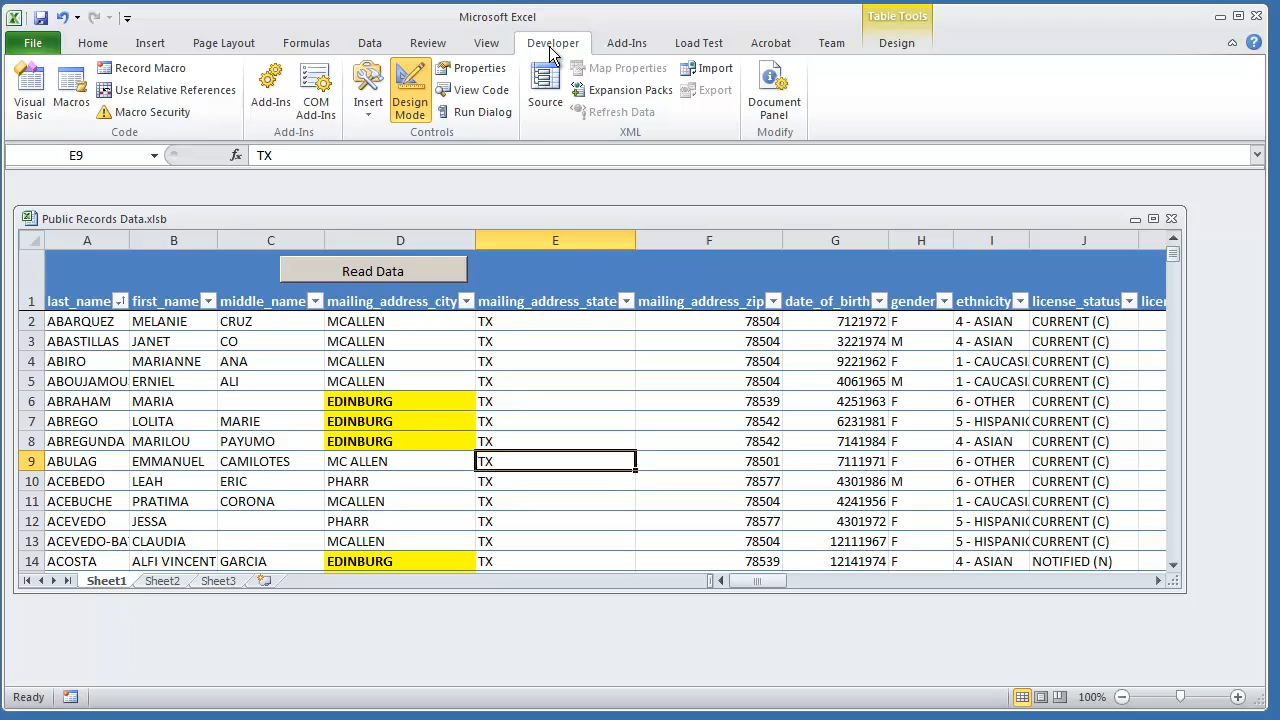 Microsoft Excel
Table Tools
File Home Insert Page Layout Formulas Data Review View Developer Add-Ins Load Test Acrobat Team Design
Visual Basic
Macros
Record Macro
Use Relative References
Macro Security
Code
Add-Ins
COM Add-Ins
Add-Ins
Insert
Design Mode
Properties
View Code
Run Dialog
Controls
Source
Map Properties
Expansion Packs
Refresh Data
Import
Export
XML
Document Panel
Modify
E9 fx TX
Public Records Data.xlsb
A B C D E F G H I J
Read Data
1 last_name first_name middle_name mailing_address_city mailing_address_state mailing_address_zip date_of_birth gender ethnicity license_status licen
2 ABARQUEZ MELANIE CRUZ MCALLEN TX 78504 7121972 F 4 - ASIAN CURRENT (C)
3 ABASTILLAS JANET CO MCALLEN TX 78504 3221974 M 4 - ASIAN CURRENT (C)
4 ABIRO MARIANNE ANA MCALLEN TX 78504 9221962 F 1 - CAUCASI CURRENT (C)
5 ABOUJAMOU ERNIEL ALI MCALLEN TX 78504 4061965 M 1 - CAUCASI CURRENT (C)
6 ABRAHAM MARIA EDINBURG TX 78539 4251963 F 6 - OTHER CURRENT (C)
7 ABREGO LOLITA MARIE EDINBURG TX 78542 6231981 F 5 - HISPANIC CURRENT (C)
8 ABREGUNDA MARILOU PAYUMO EDINBURG TX 78542 7141984 F 4 - ASIAN CURRENT (C)
9 ABULAG EMMANUEL CAMILOTES MC ALLEN TX 78501 7111971 F 6 - OTHER CURRENT (C)
10 ACEBEDO LEAH ERIC PHARR TX 78577 4301986 M 6 - OTHER CURRENT (C)
11 ACEBUCHE PRATIMA CORONA MCALLEN TX 78504 4241956 F 1 - CAUCASI CURRENT (C)
12 ACEVEDO JESSA PHARR TX 78577 4301972 F 5 - HISPANIC CURRENT (C)
13 ACEVEDO-BA CLAUDIA MCALLEN TX 78504 12111967 F 5 - HISPANIC CURRENT (C)
14 ACOSTA ALFI VINCENT GARCIA EDINBURG TX 78539 12141974 F 4 - ASIAN NOTIFIED (N)
Sheet1 Sheet2 Sheet3
Ready 100%